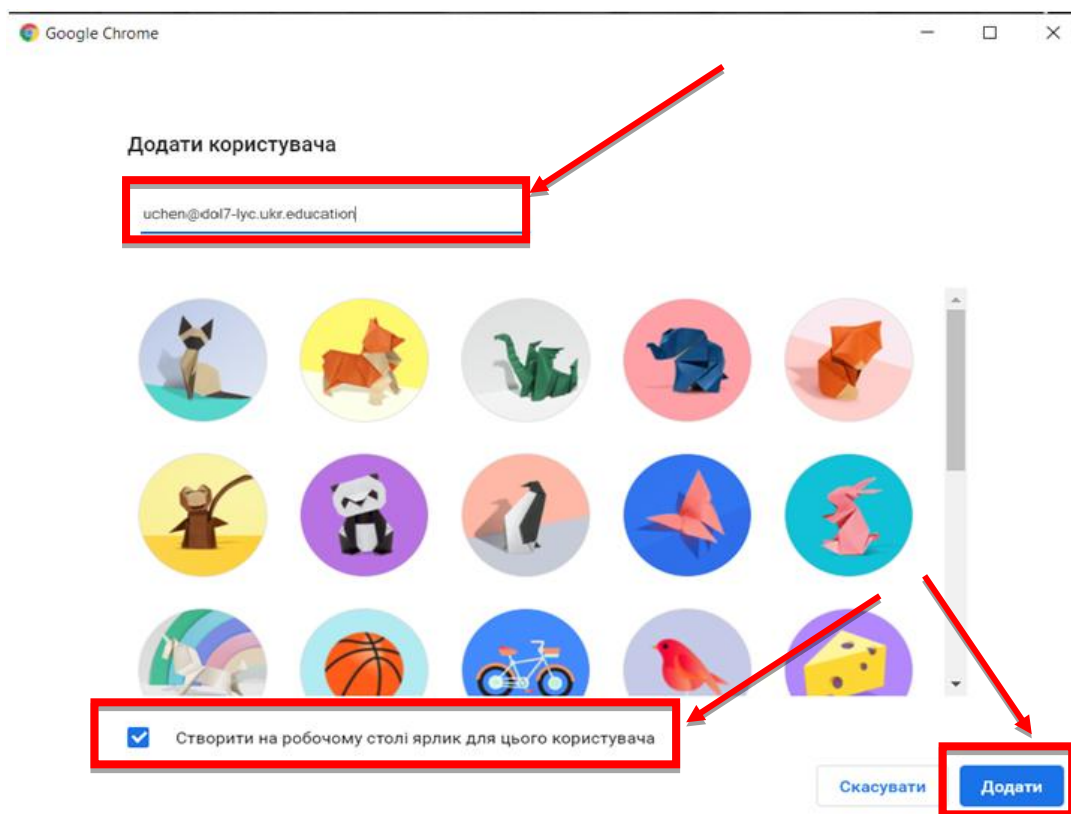 Google Chrome
Додати користувача
uchen@dol7-lyc.ukr.education
Створити на робочому столі ярлик для цього користувача
Скасувати
Додати